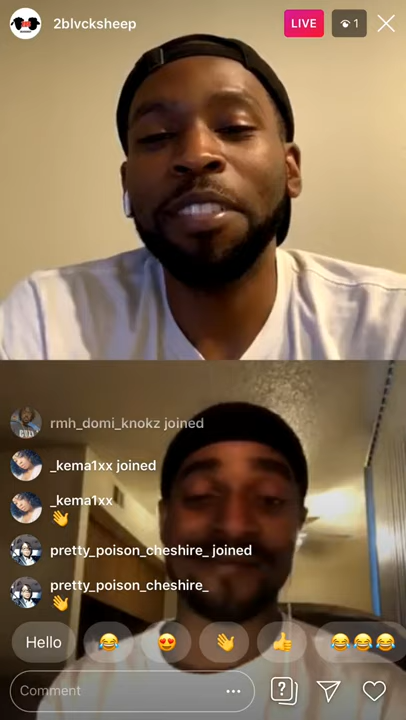 2blvcksheep
LIVE
1
rmh_domi_knokz joined
_kema1xx joined
_kema1xx
👋
pretty_poison_cheshire_ joined
pretty_poison_cheshire_
👋
Hello 😂 😍 👋 👍 😂😂😂
Comment